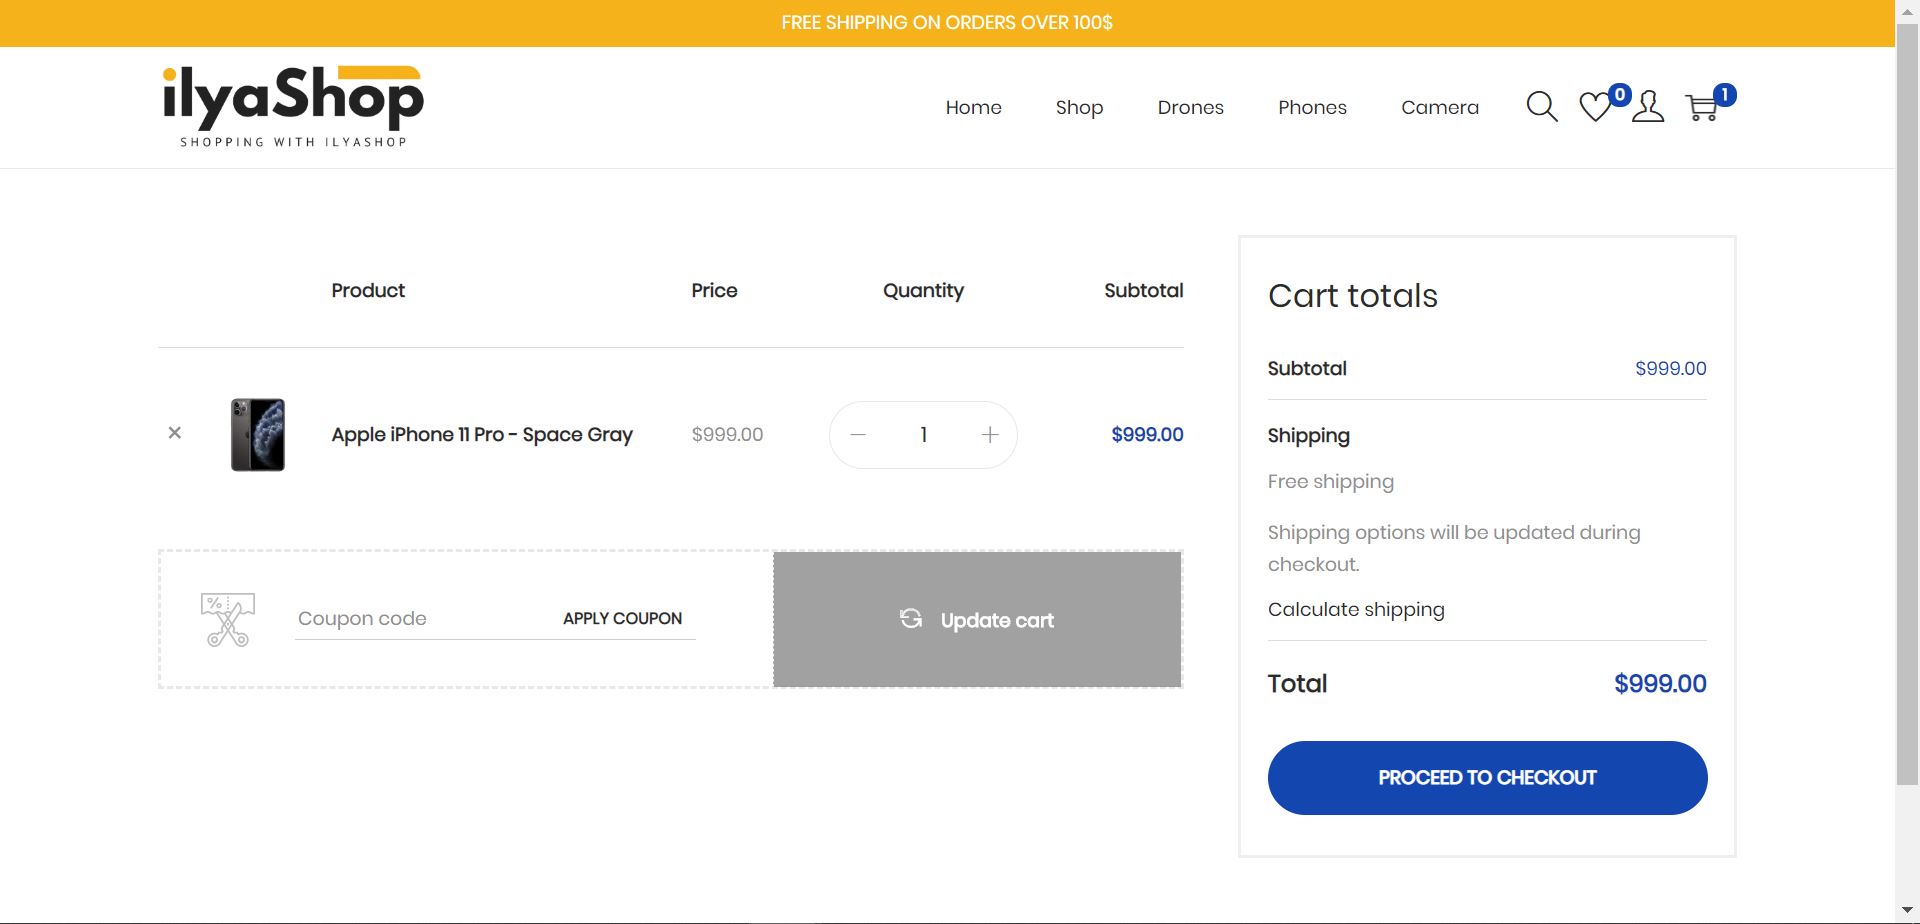 FREE SHIPPING ON ORDERS OVER 100$
ilyaShop
SHOPPING WITH ILYASHOP
Home Shop Drones Phones Camera 0 1
Product Price Quantity Subtotal
× Apple iPhone 11 Pro - Space Gray $999.00 1 $999.00
Coupon code APPLY COUPON Update cart
Cart totals
Subtotal $999.00
Shipping
Free shipping
Shipping options will be updated during
checkout.
Calculate shipping
Total $999.00
PROCEED TO CHECKOUT